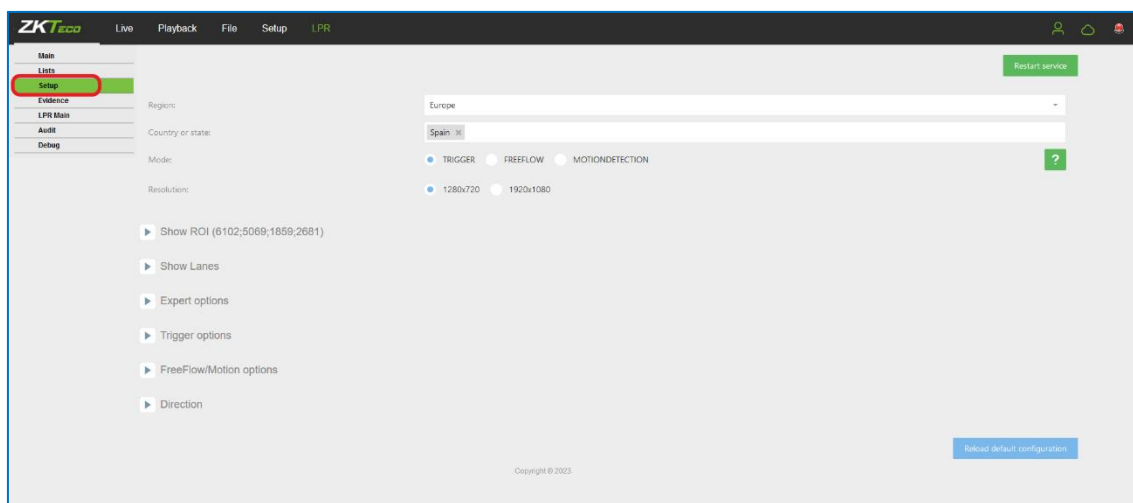 ZKTECO Live Playback File Setup LPR
Main
Lists
Setup
Evidence
LPR Main
Audit
Debug
Restart service
Region: Europe
Country or state: Spain ×
Mode: TRIGGER FREEFLOW MOTIONDETECTION ?
Resolution: 1280x720 1920x1080
Show ROI (6102;5069;1859;2681)
Show Lanes
Expert options
Trigger options
FreeFlow/Motion options
Direction
Reload default configuration
Copyright © 2023